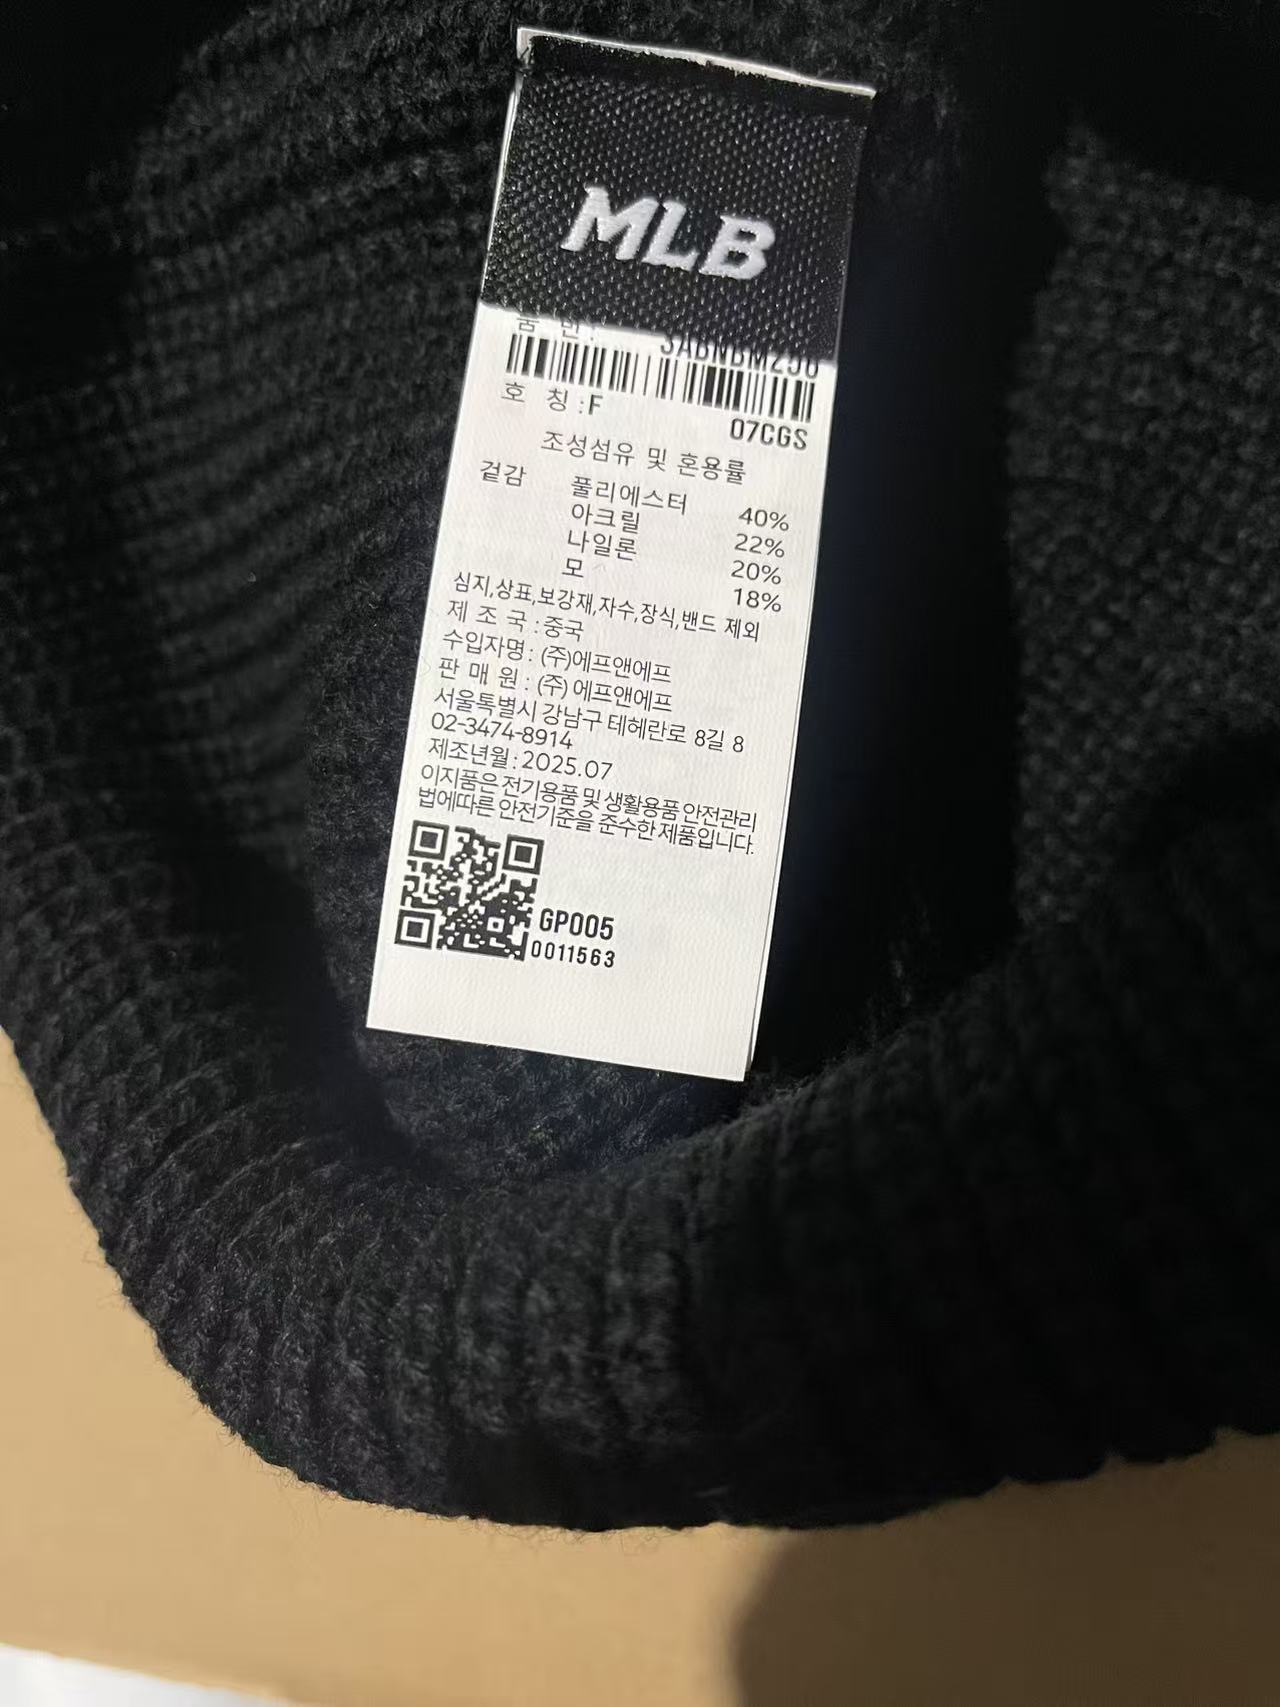 MLB
품 번 :
호 칭 : F
07CGS
조성섬유 및 혼용률
겉감 폴리에스터 40%
아크릴 22%
나일론 20%
모 18%
심지,상표,보강재,자수,장식,밴드 제외
제 조 국 : 중국
수입자명 : (주)에프앤에프
판 매 원 : (주) 에프앤에프
서울특별시 강남구 테헤란로 8길 8
02-3474-8914
제조년월 : 2025.07
이지품은 전기용품 및 생활용품 안전관리
법에따른 안전기준을 준수한 제품입니다.
GP005
0011563